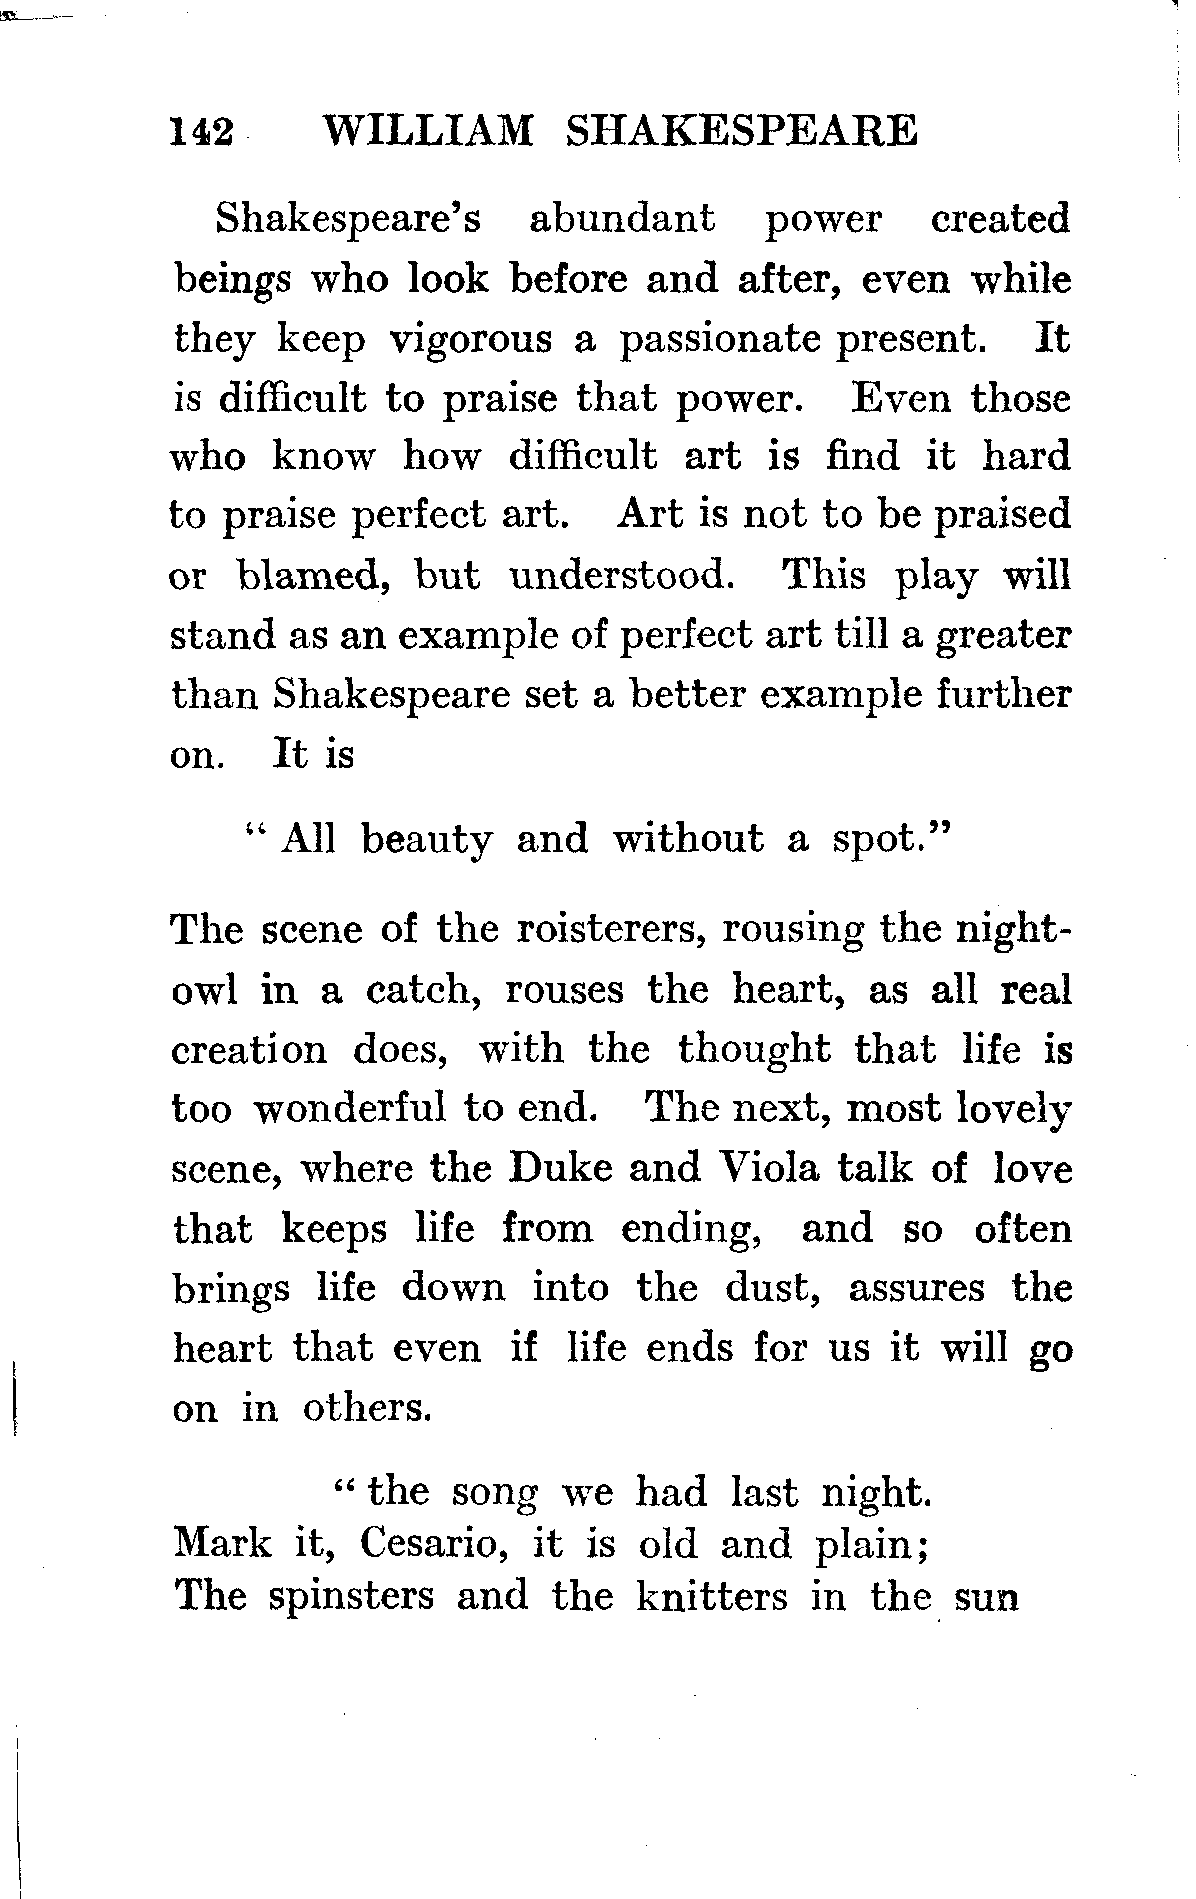 142 WILLIAM SHAKESPEARE
Shakespeare's abundant power created
beings who look before and after, even while
they keep vigorous a passionate present. It
is difficult to praise that power. Even those
who know how difficult art is find it hard
to praise perfect art. Art is not to be praised
or blamed, but understood. This play will
stand as an example of perfect art till a greater
than Shakespeare set a better example further
on. It is
“ All beauty and without a spot.”
The scene of the roisterers, rousing the night-
owl in a catch, rouses the heart, as all real
creation does, with the thought that life is
too wonderful to end. The next, most lovely
scene, where the Duke and Viola talk of love
that keeps life from ending, and so often
brings life down into the dust, assures the
heart that even if life ends for us it will go
on in others.
“ the song we had last night.
Mark it, Cesario, it is old and plain;
The spinsters and the knitters in the sun